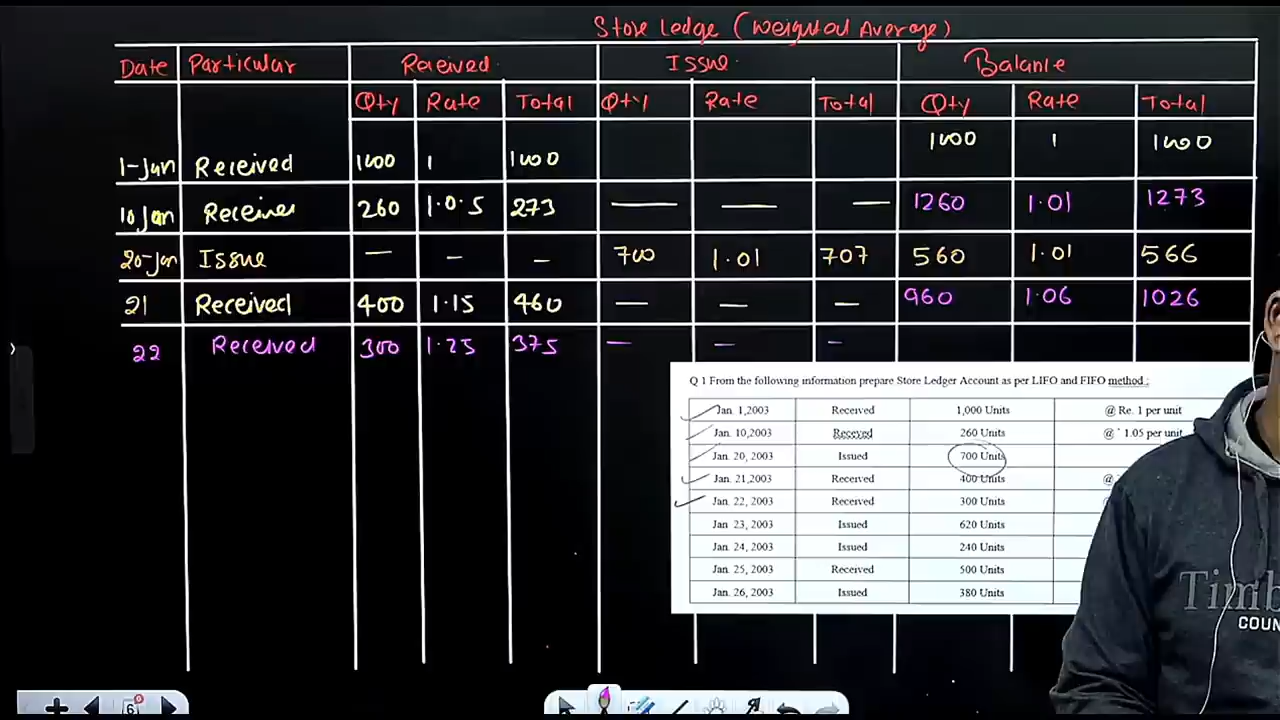 Store Ledge (Weighted Average)
Date Particular Received Issue Balance
Qty Rate Total Qty Rate Total Qty Rate Total
1-Jan Received 1000 1 1000 1000 1 1000
10 Jan Receives 260 1.0.5 273 — — — 1260 1.01 1273
20-Jan Issue — — — 700 1.01 707 560 1.01 566
21 Received 400 1.15 460 — — — 960 1.06 1026
22 Received 300 1.25 375 — — —
Q 1 From the following information prepare Store Ledger Account as per LIFO and FIFO method :
Jan. 1,2003 Received 1,000 Units @ Re. 1 per unit
Jan. 10,2003 Receyed 260 Units @ ` 1.05 per unit
Jan. 20, 2003 Issued 700 Units
Jan. 21,2003 Received 400 Units @
Jan. 22, 2003 Received 300 Units
Jan 23, 2003 Issued 620 Units
Jan. 24, 2003 Issued 240 Units
Jan. 25, 2003 Received 500 Units
Jan. 26, 2003 Issued 380 Units
Timb
COUN
6